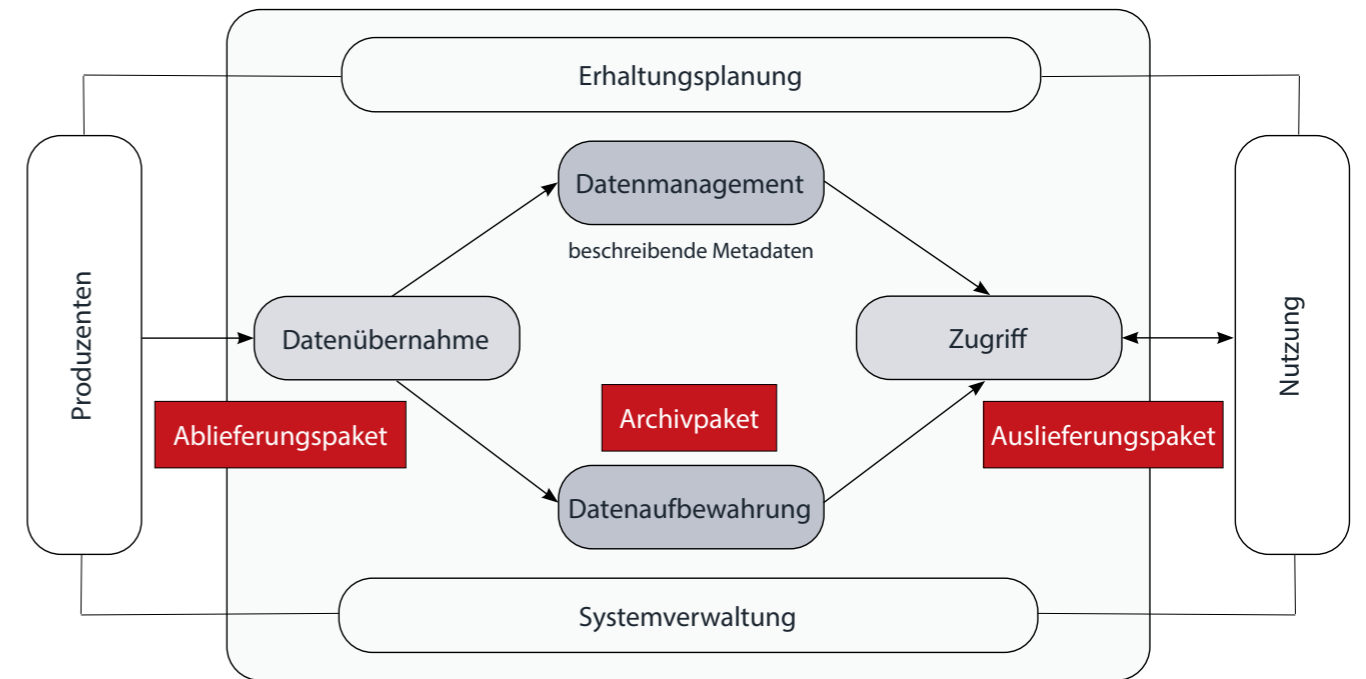 Erhaltungsplanung
Datenmanagement
beschreibende Metadaten
Produzenten
Datenübernahme
Zugriff
Nutzung
Ablieferungspaket
Archivpaket
Auslieferungspaket
Datenaufbewahrung
Systemverwaltung